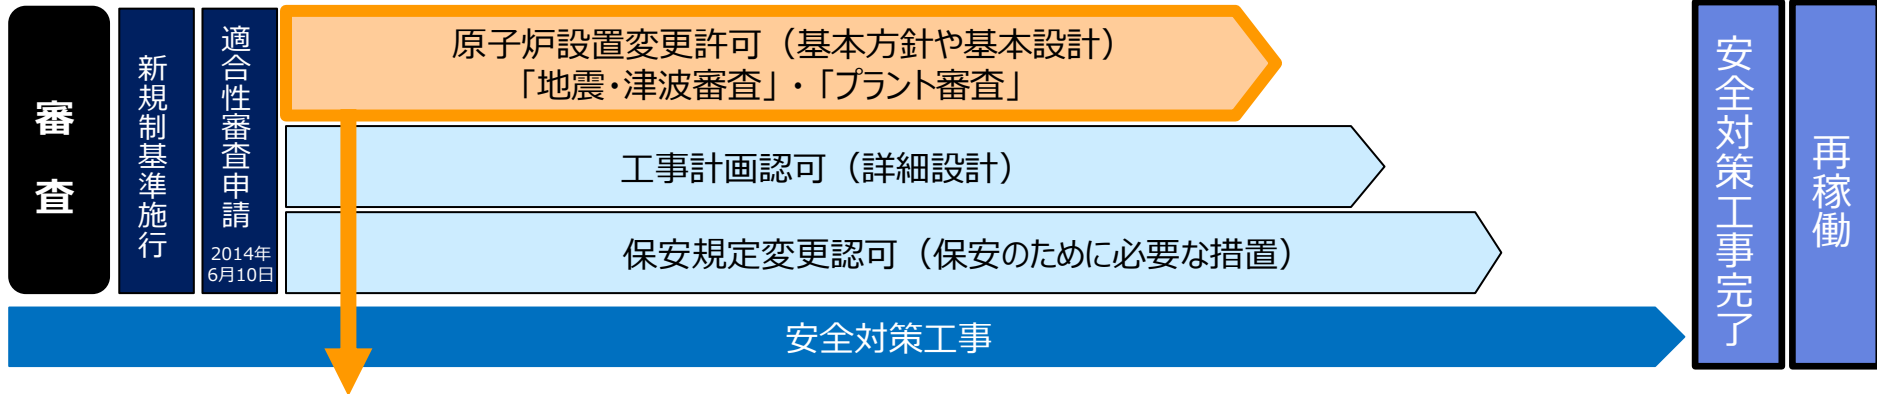 審査
新規制基準施行
適合性審査申請
2014年
6月10日
原子炉設置変更許可（基本方針や基本設計）
「地震・津波審査」・「プラント審査」
工事計画認可（詳細設計）
保安規定変更認可（保安のために必要な措置）
安全対策工事
安全対策工事完了
再稼働